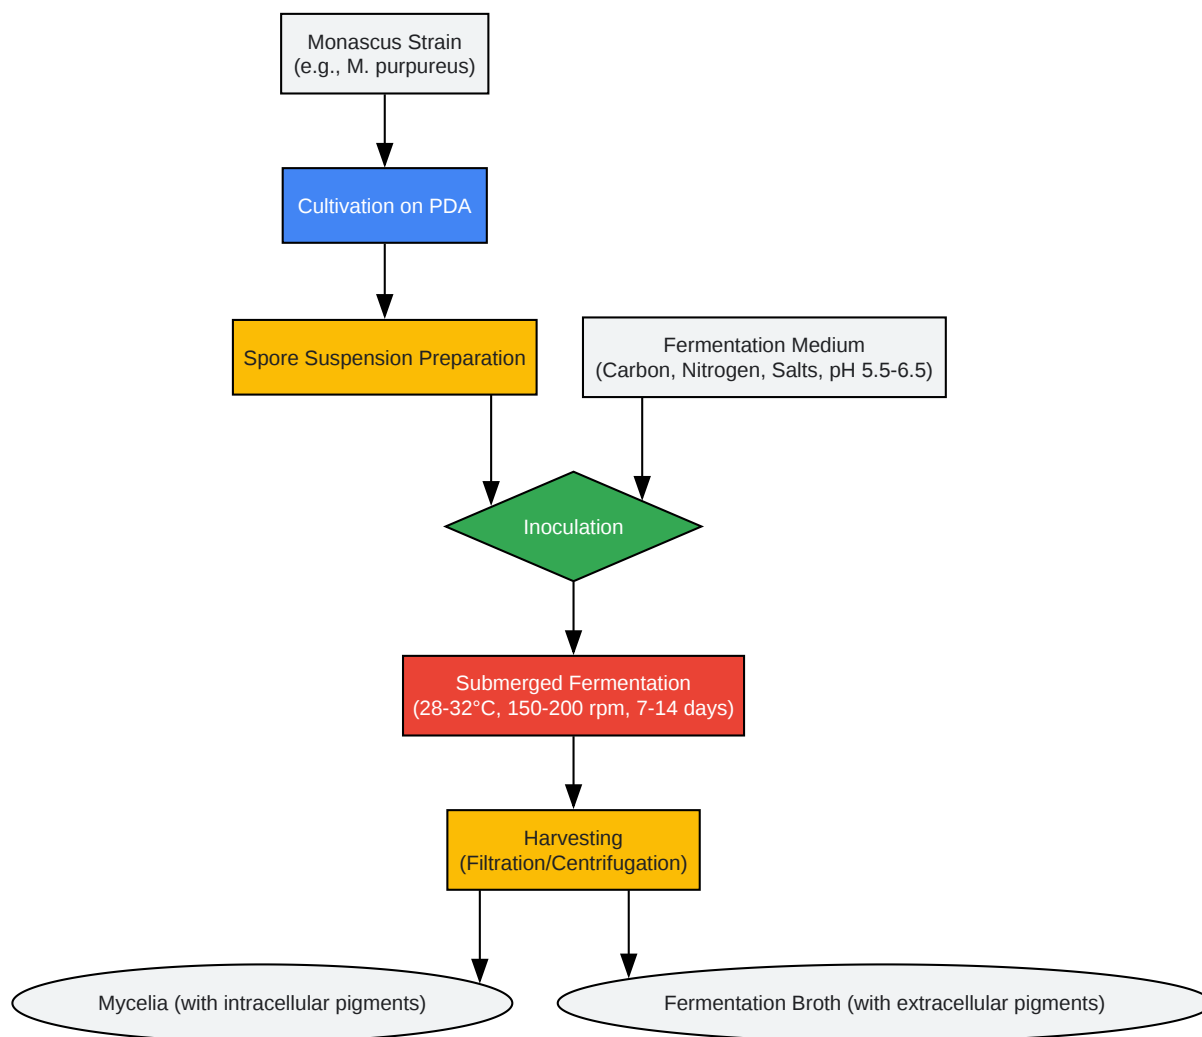 Monascus Strain
(e.g., M. purpureus)
Cultivation on PDA
Spore Suspension Preparation
Fermentation Medium
(Carbon, Nitrogen, Salts, pH 5.5-6.5)
Inoculation
Submerged Fermentation
(28-32°C, 150-200 rpm, 7-14 days)
Harvesting
(Filtration/Centrifugation)
Mycelia (with intracellular pigments)
Fermentation Broth (with extracellular pigments)